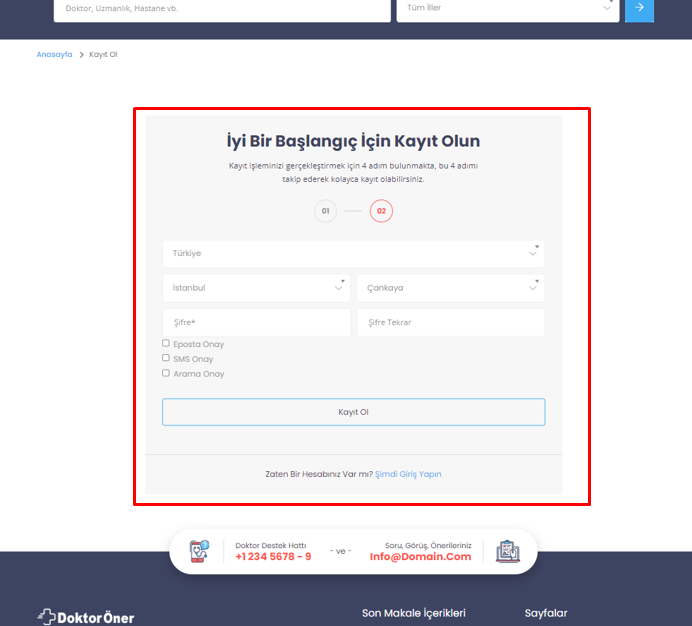 Doktor, Uzmanlık, Hastane vb.
Tüm İller
Anasayfa > Kayıt Ol
İyi Bir Başlangıç İçin Kayıt Olun
Kayıt işleminizi gerçekleştirmek için 4 adım bulunmakta, bu 4 adımı
takip ederek kolayca kayıt olabilirsiniz.
01
02
Türkiye
İstanbul
Çankaya
Şifre*
Şifre Tekrar
Eposta Onay
SMS Onay
Arama Onay
Kayıt Ol
Zaten Bir Hesabınız Var mı? Şimdi Giriş Yapın
Doktor Destek Hattı
+1 234 5678 - 9
- ve -
Soru, Görüş, Önerileriniz
Info@Domain.Com
DoktorÖner
Son Makale İçerikleri
Sayfalar